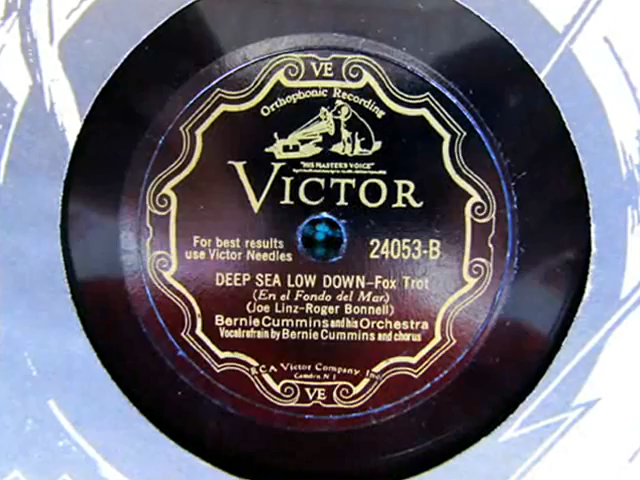 VE
Orthophonic Recording
"HIS MASTER'S VOICE"
VICTOR
For best results
use Victor Needles
24053-B
DEEP SEA LOW DOWN-Fox Trot
(En el Fondo del Mar)
(Joe Linz-Roger Bonnell)
Bernie Cummins and his Orchestra
Vocal refrain by Bernie Cummins and chorus
RCA Victor Company, Inc.
Camden, N.J.
VE